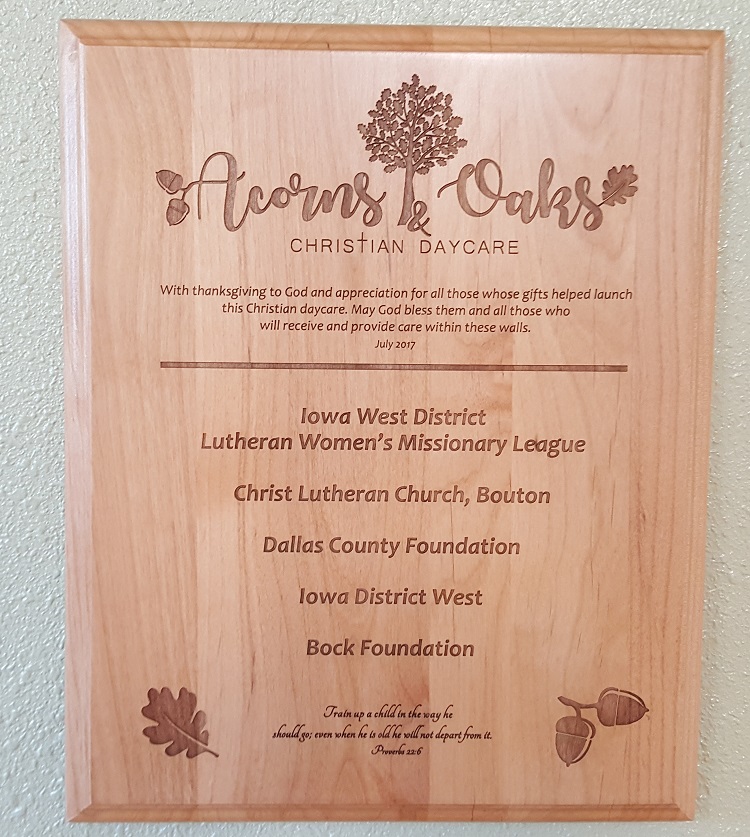 Acorns & Oaks
CHRISTIAN DAYCARE
With thanksgiving to God and appreciation for all those whose gifts helped launch
this Christian daycare. May God bless them and all those who
will receive and provide care within these walls.
July 2017
Iowa West District
Lutheran Women's Missionary League
Christ Lutheran Church, Bouton
Dallas County Foundation
Iowa District West
Bock Foundation
Train up a child in the way he
should go; even when he is old he will not depart from it.
Proverbs 22:6